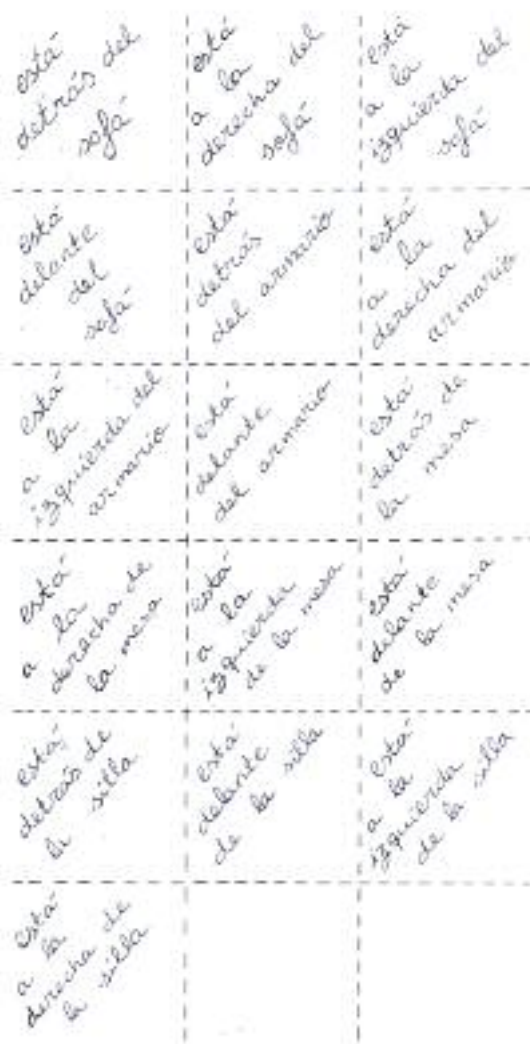 está
detrás del
sofá
está
a la
derecha del
sofá
está
a la
izquierda del
sofá
está
delante
del
sofá
está
detrás
del armario
está
a la
derecha del
armario
está
a la
izquierda del
armario
está
delante
del armario
está
detrás de
la mesa
está
a la
derecha de
la mesa
está
a la
izquierda
de la mesa
está
delante
de la mesa
está
detrás de
la silla
está
delante
de la silla
está
a la
izquierda
de la silla
está
a la
derecha de
la silla